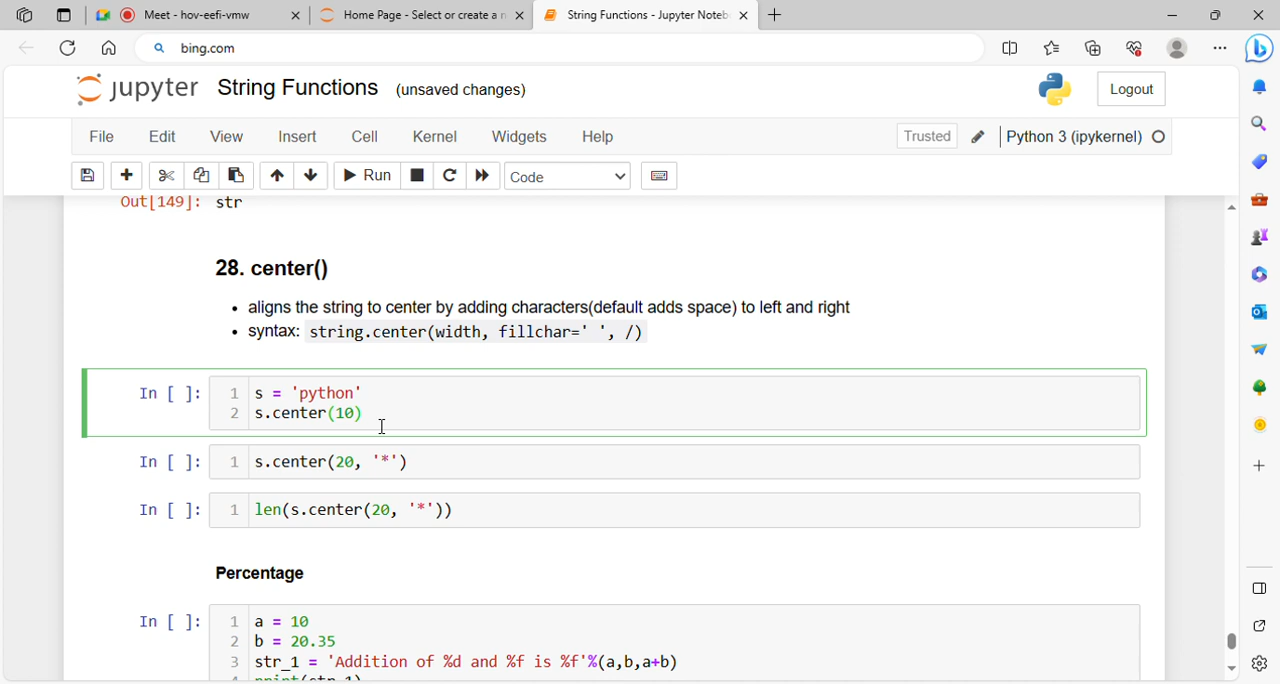 Meet - hov-eefi-vmw
Home Page - Select or create a n
String Functions - Jupyter Noteb
bing.com
jupyter String Functions (unsaved changes)
Logout
File Edit View Insert Cell Kernel Widgets Help
Trusted
Python 3 (ipykernel)
Run
Code
Out[149]: str
28. center()
• aligns the string to center by adding characters(default adds space) to left and right
• syntax: string.center(width, fillchar=' ', /)
In [ ]: 1 s = 'python'
2 s.center(10)
In [ ]: 1 s.center(20, '*')
In [ ]: 1 len(s.center(20, '*'))
Percentage
In [ ]: 1 a = 10
2 b = 20.35
3 str_1 = 'Addition of %d and %f is %f'%(a,b,a+b)
4 print(str_1)